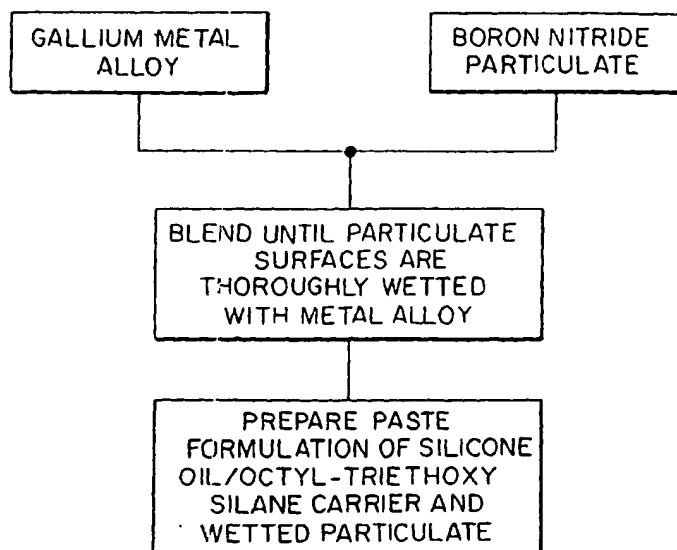 GALLIUM METAL
ALLOY
BORON NITRIDE
PARTICULATE
BLEND UNTIL PARTICULATE
SURFACES ARE
THOROUGHLY WETTED
WITH METAL ALLOY
PREPARE PASTE
FORMULATION OF SILICONE
OIL/OCTYL-TRIETHOXY
SILANE CARRIER AND
WETTED PARTICULATE